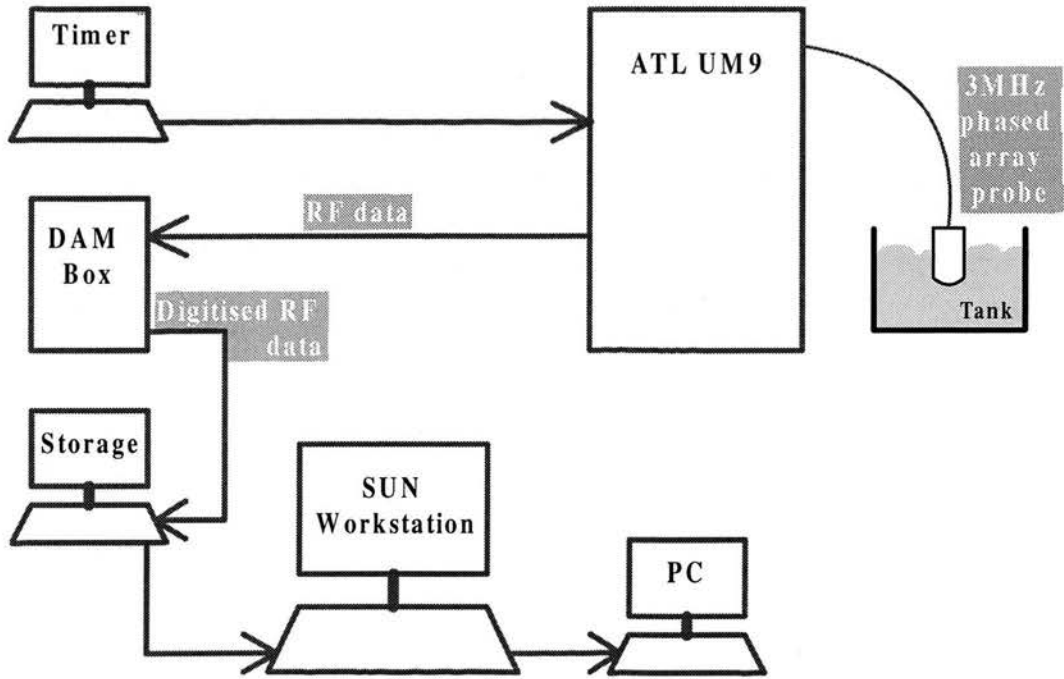 Timer
ATL UM9
3MHz
phased
array
probe
RF data
DAM
Box
Digitised RF
data
Tank
Storage
SUN
Workstation
PC